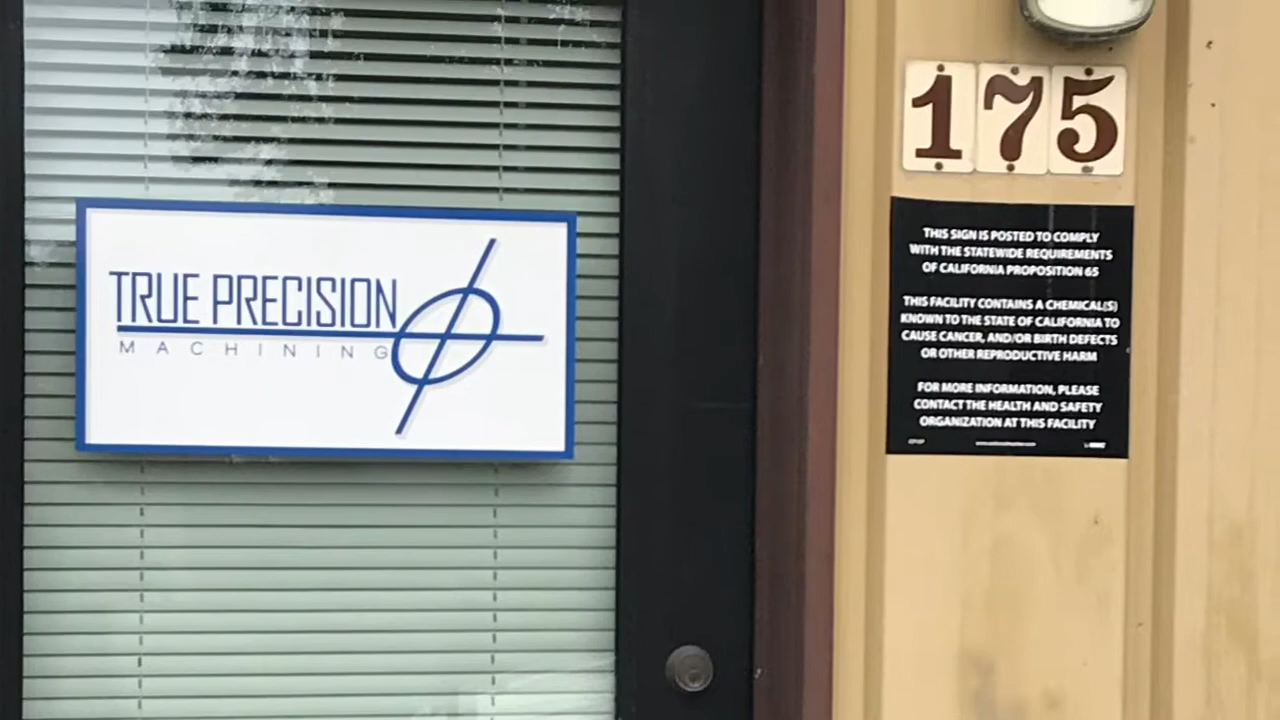 TRUE PRECISION
MACHINING
175
THIS SIGN IS POSTED TO COMPLY
WITH THE STATEWIDE REQUIREMENTS
OF CALIFORNIA PROPOSITION 65
THIS FACILITY CONTAINS A CHEMICAL(S)
KNOWN TO THE STATE OF CALIFORNIA TO
CAUSE CANCER, AND/OR BIRTH DEFECTS
OR OTHER REPRODUCTIVE HARM
FOR MORE INFORMATION, PLEASE
CONTACT THE HEALTH AND SAFETY
ORGANIZATION AT THIS FACILITY